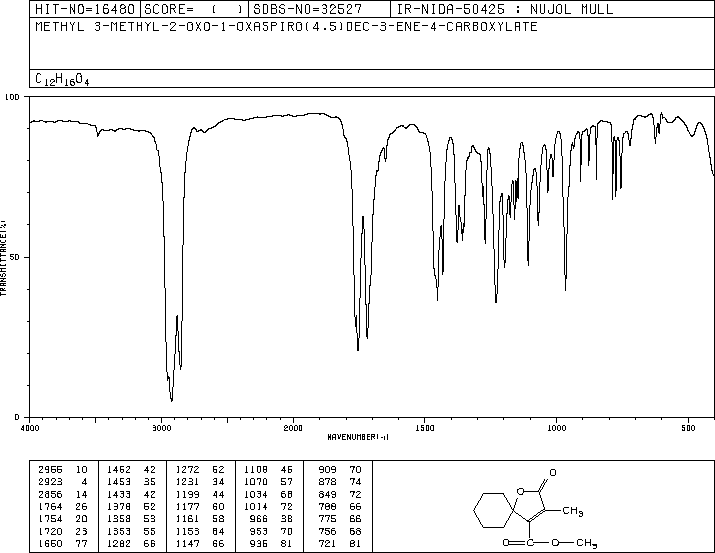 HIT-NO=16480 SCORE= ( ) SDBS-NO=32527 IR-NIDA-50425 : NUJOL MULL
METHYL 3-METHYL-2-OXO-1-OXASPIRO(4.5)DEC-3-ENE-4-CARBOXYLATE
C12H16O4
100
50
0
TRANSMITTANCE(%)
4000 3000 2000 1500 1000 500
WAVENUMBER(-1)
2966 10 1462 42 1272 62 1108 46 909 70
2923 4 1453 35 1231 34 1070 57 878 74
2856 14 1433 42 1199 44 1034 68 849 72
1764 26 1378 62 1177 60 1014 72 788 66
1754 20 1358 53 1161 58 966 38 775 66
1720 23 1353 55 1153 64 953 70 756 68
1650 77 1282 66 1147 66 936 81 721 81
O
O
CH3
O
C
O
CH3